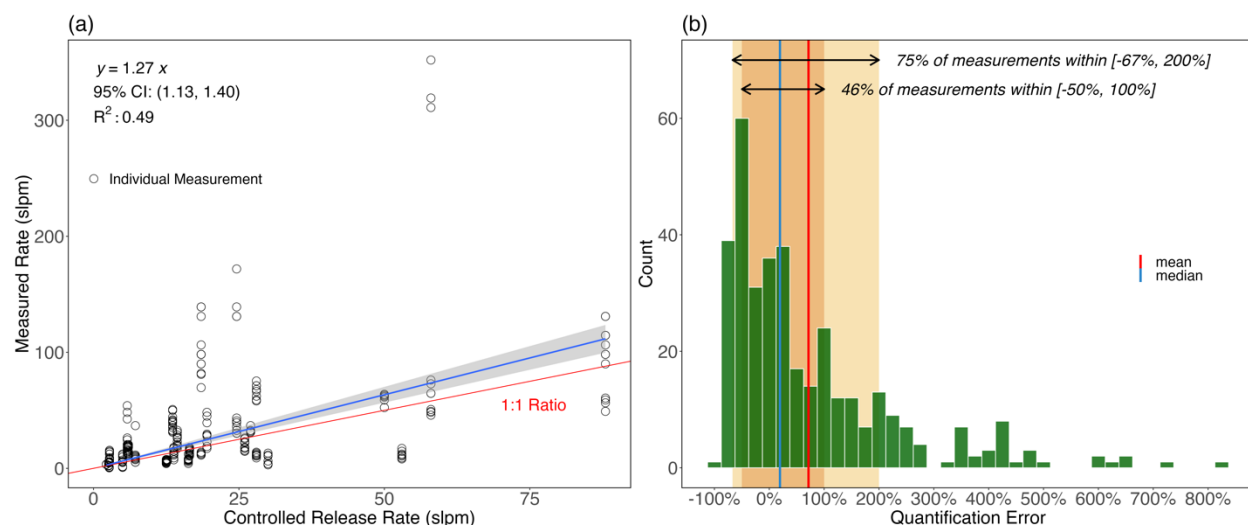 (a)
y = 1.27 x
95% CI: (1.13, 1.40)
R² : 0.49
Individual Measurement
1:1 Ratio
Measured Rate (slpm)
300
200
100
0
0
25
50
75
Controlled Release Rate (slpm)
(b)
75% of measurements within [-67%, 200%]
46% of measurements within [-50%, 100%]
mean
median
Count
60
40
20
0
-100%
0%
100%
200%
300%
400%
500%
600%
700%
800%
Quantification Error